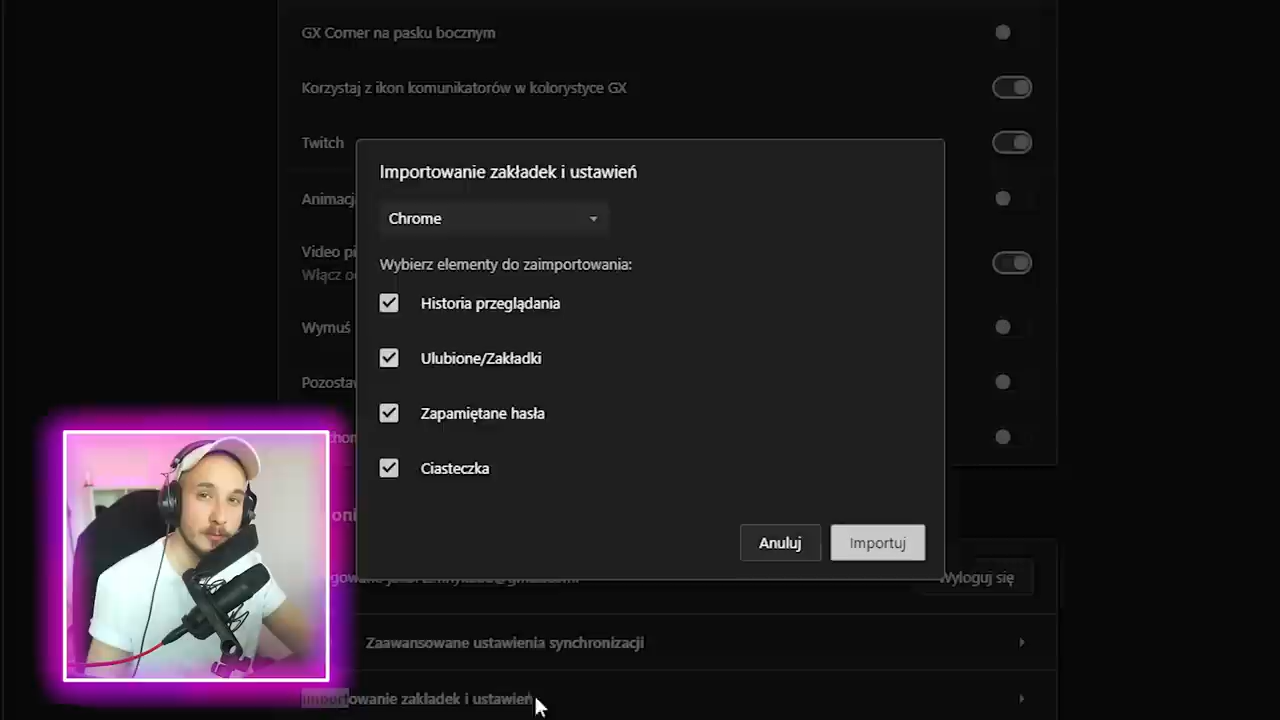 GX Corner na pasku bocznym
Korzystaj z ikon komunikatorów w kolorystyce GX
Twitch
Importowanie zakładek i ustawień
Chrome
Wybierz elementy do zaimportowania:
Historia przeglądania
Ulubione/Zakładki
Zapamiętane hasła
Ciasteczka
Anuluj
Importuj
Wyloguj się
Zaawansowane ustawienia synchronizacji
Importowanie zakładek i ustawień